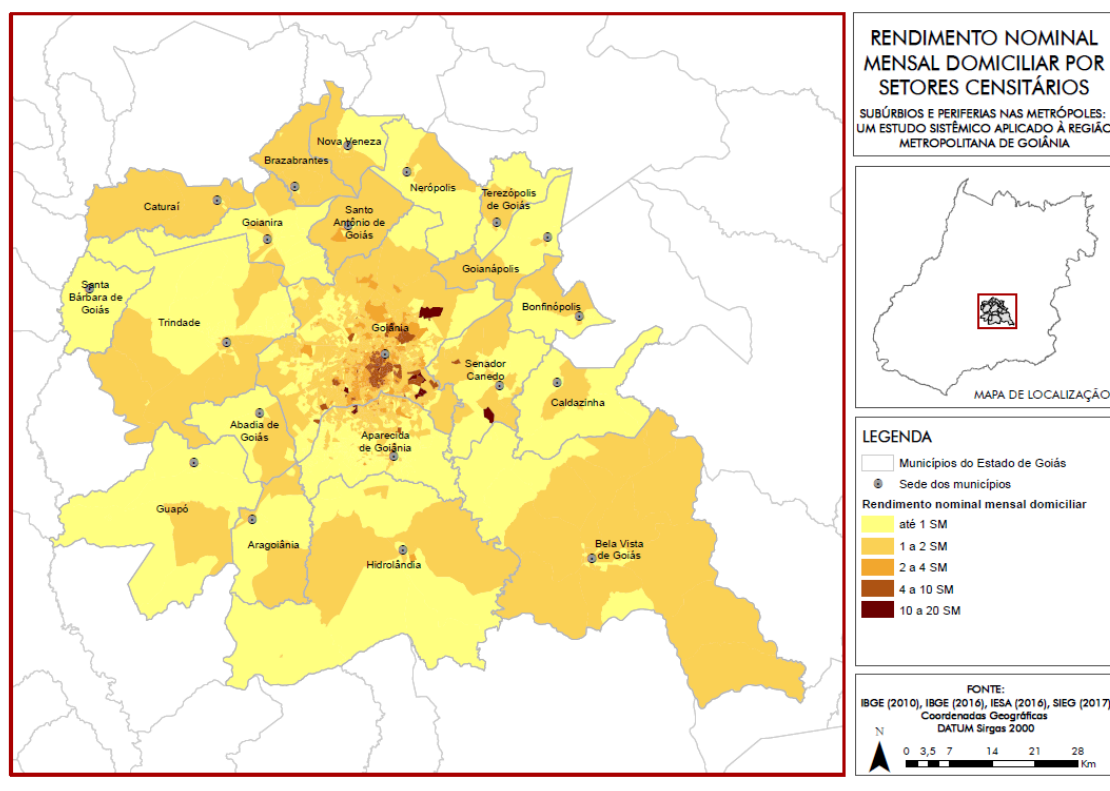 RENDIMENTO NOMINAL
MENSAL DOMICILIAR POR
SETORES CENSITÁRIOS
SUBÚRBIOS E PERIFERIAS NAS METRÓPOLES:
UM ESTUDO SISTÊMICO APLICADO À REGIÃO
METROPOLITANA DE GOIÂNIA
Nova Veneza
Brazabrantes
Nerópolis
Terezópolis
de Goiás
Caturaí
Santo
Antônio de
Goiás
Goianira
Goianápolis
Santa
Bárbara de
Goiás
Bonfinópolis
Trindade
Goiânia
Senador
Canedo
Caldazinha
Abadia de
Goiás
Aparecida
de Goiânia
Guapó
Aragoiânia
Hidrolândia
Bela Vista
de Goiás
MAPA DE LOCALIZAÇÃO
LEGENDA
Municípios do Estado de Goiás
Sede dos municípios
Rendimento nominal mensal domiciliar
até 1 SM
1 a 2 SM
2 a 4 SM
4 a 10 SM
10 a 20 SM
FONTE:
IBGE (2010), IBGE (2016), IESA (2016), SIEG (2017)
Coordenadas Geográficas
DATUM Sirgas 2000
N
0 3,5 7 14 21 28
Km